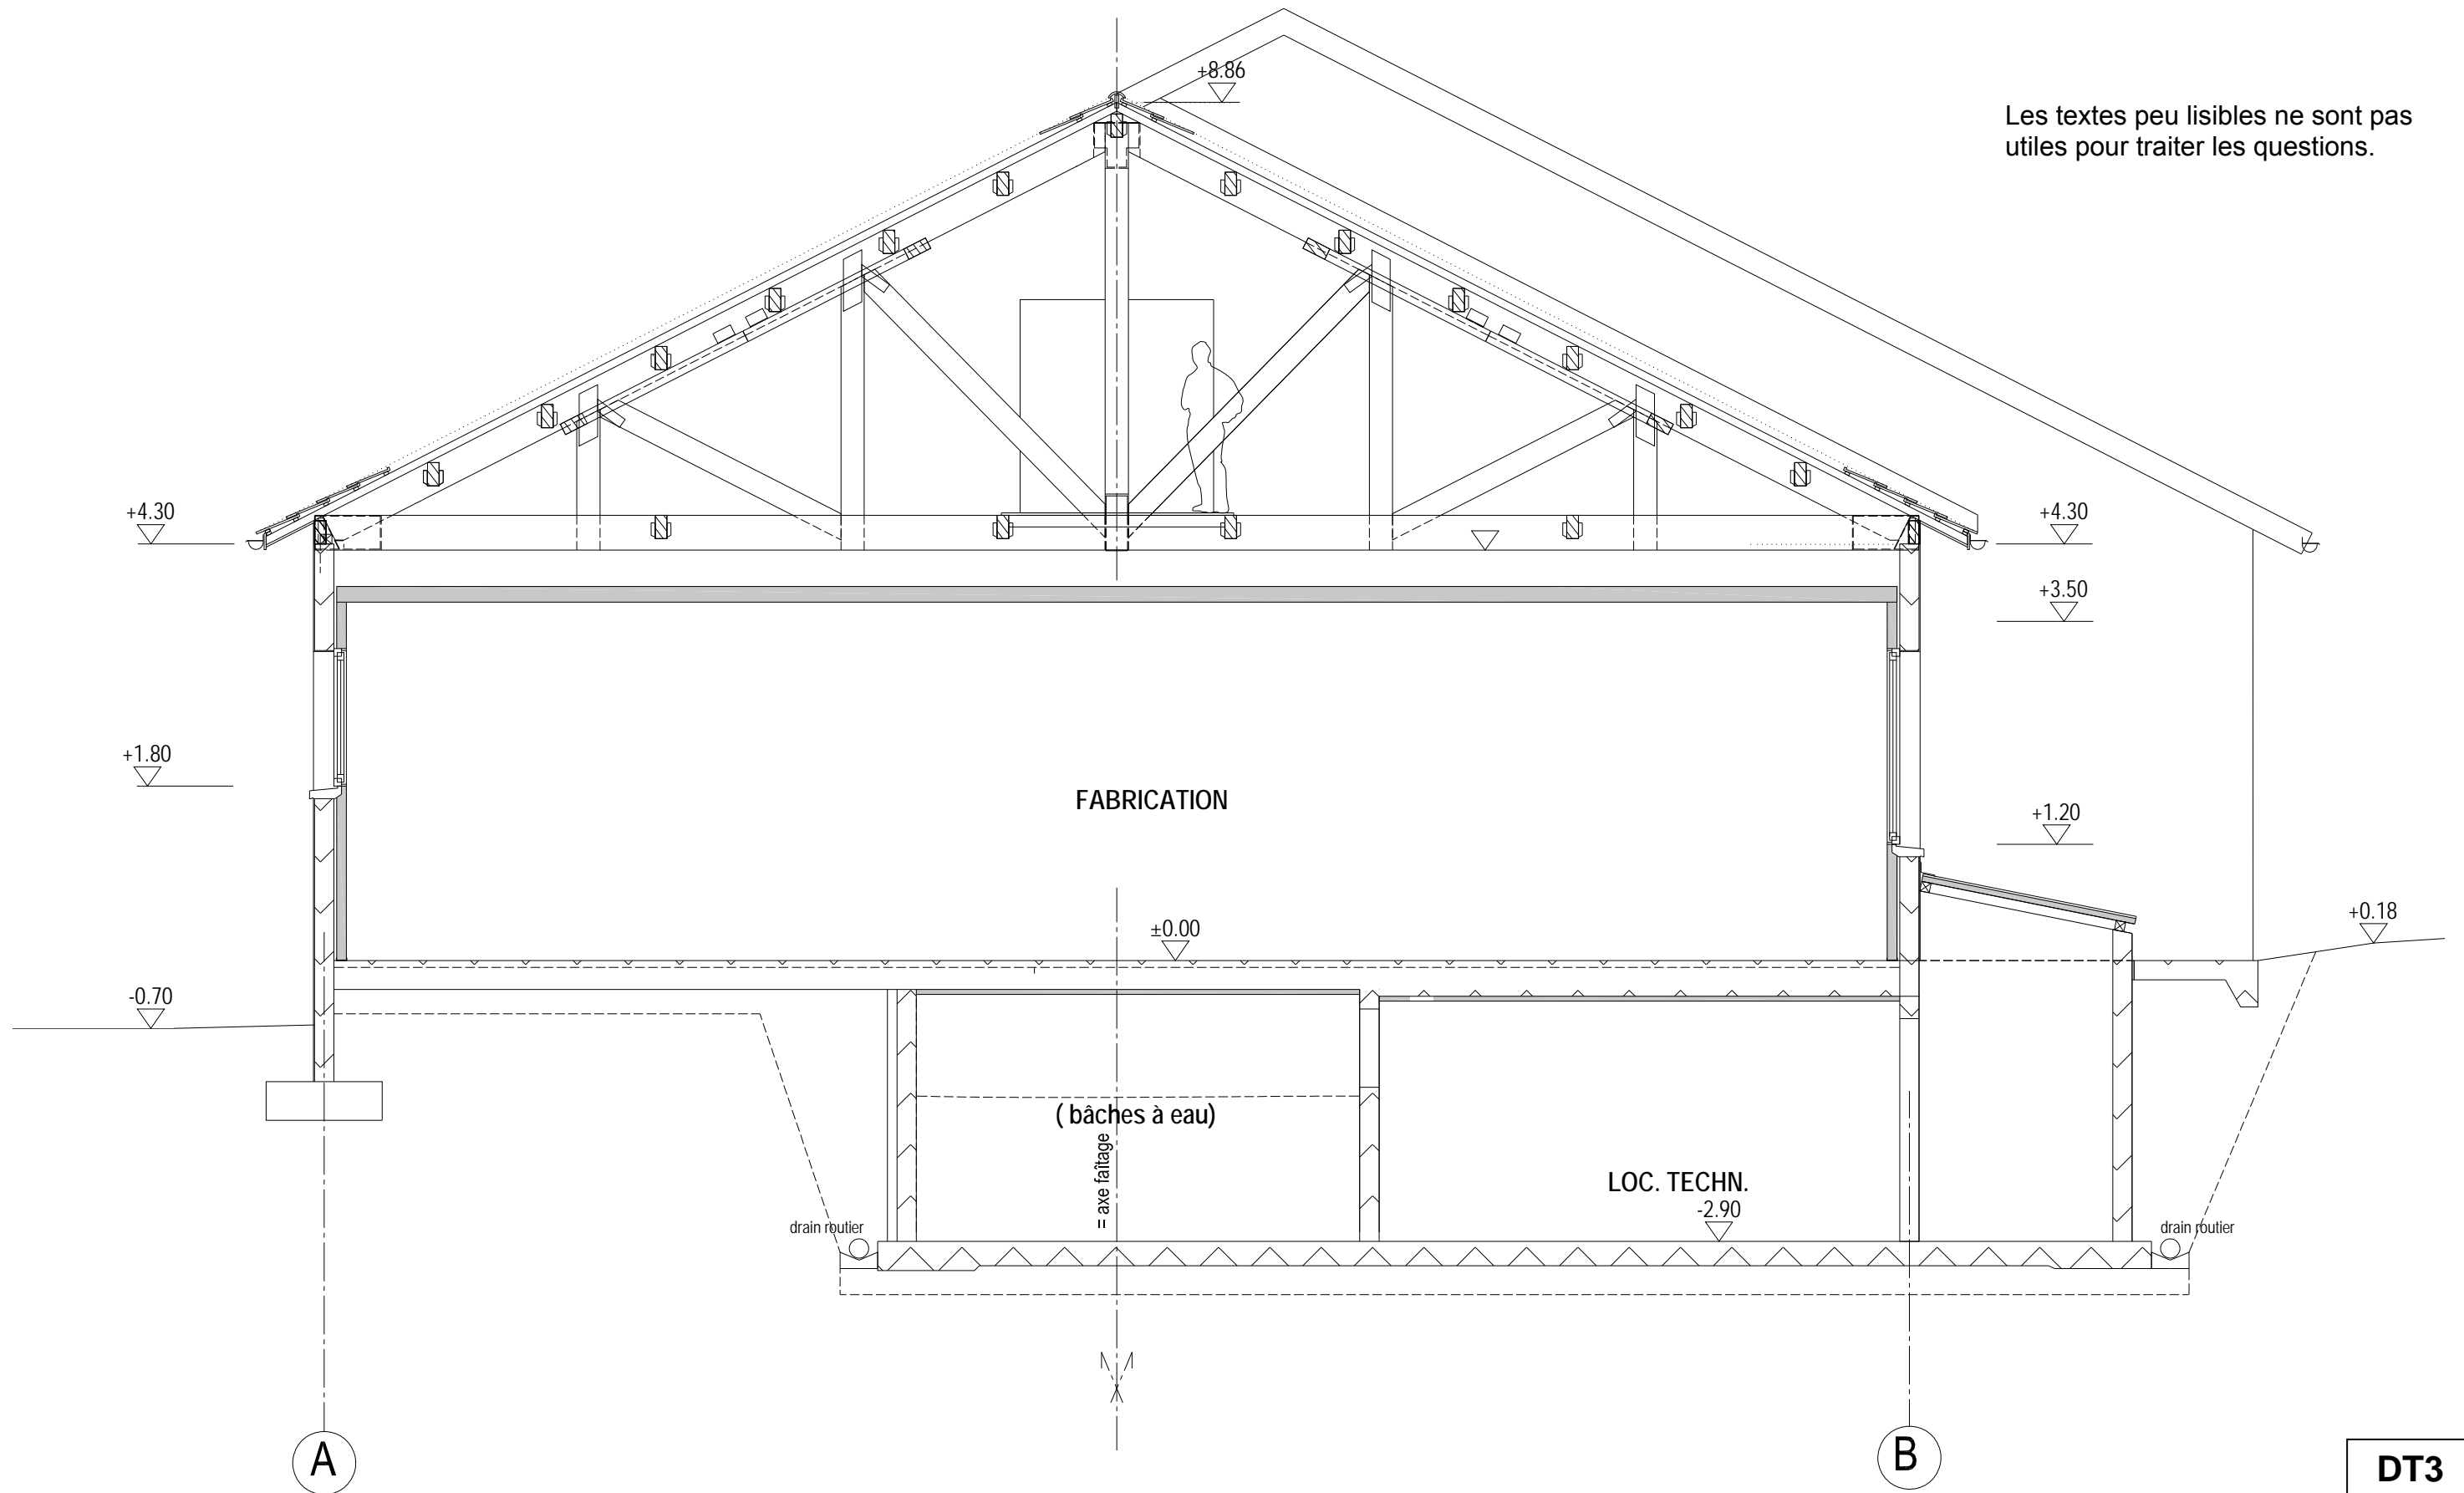 +8.86
Les textes peu lisibles ne sont pas
utiles pour traiter les questions.
+4.30
+4.30
+3.50
+1.80
FABRICATION
+1.20
±0.00
+0.18
-0.70
( bâches à eau)
= axe faîtage
LOC. TECHN.
-2.90
drain routier
drain routier
A
B
DT3